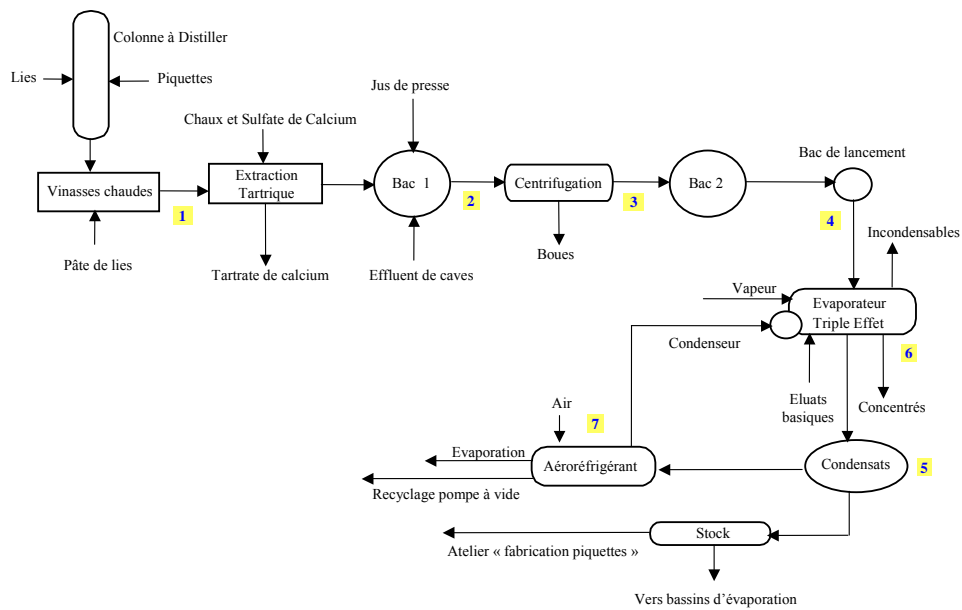 Colonne à Distiller
Lies
Piquettes
Jus de presse
Chaux et Sulfate de Calcium
Vinasses chaudes
1
Extraction
Tartrique
Bac 1
2
Centrifugation
3
Bac 2
Bac de lancement
4
Pâte de lies
Tartrate de calcium
Effluent de caves
Boues
Incondensables
Vapeur
Evaporateur
Triple Effet
Condenseur
6
Eluats
basiques
Concentrés
Air
7
Evaporation
Aéroréfrigérant
Condensats
5
Recyclage pompe à vide
Stock
Atelier « fabrication piquettes »
Vers bassins d’évaporation